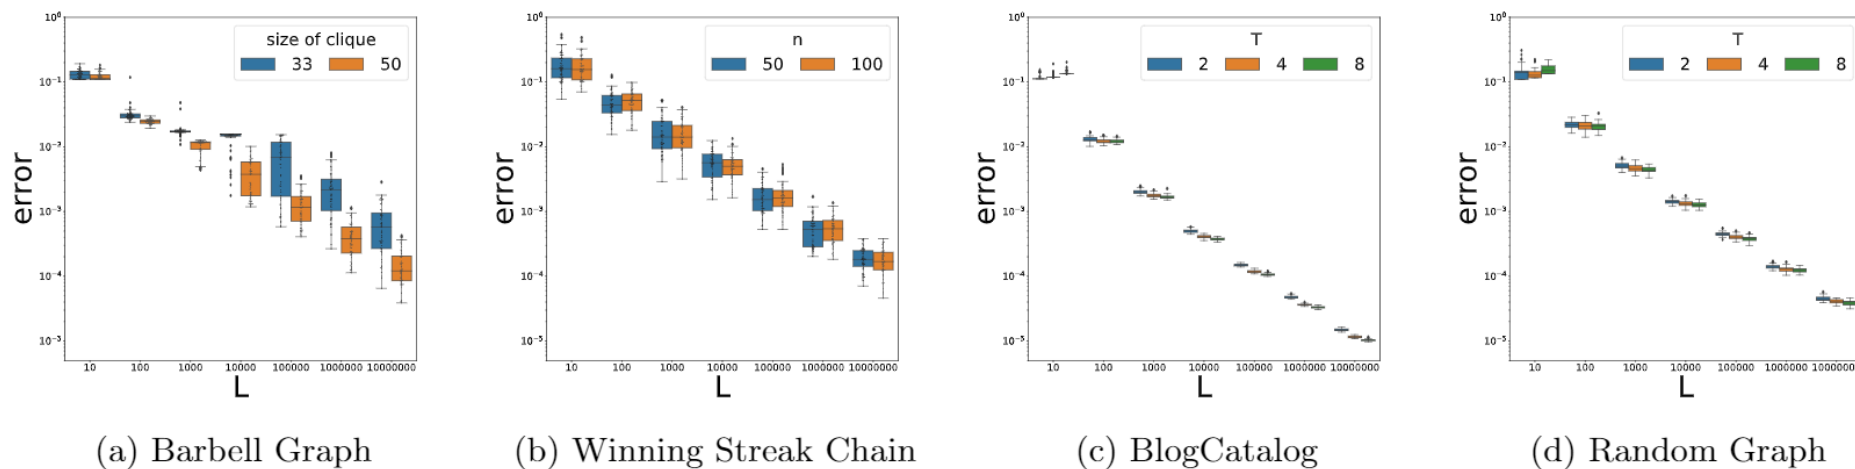 10⁰
10⁻¹
10⁻²
10⁻³
10⁻⁴
10⁻⁵
error
size of clique
33 50
10 100 1000 10000 100000 1000000 10000000
L
(a) Barbell Graph
10⁰
10⁻¹
10⁻²
10⁻³
10⁻⁴
10⁻⁵
error
n
50 100
10 100 1000 10000 100000 1000000 10000000
L
(b) Winning Streak Chain
10⁰
10⁻¹
10⁻²
10⁻³
10⁻⁴
10⁻⁵
error
T
2 4 8
10 100 1000 10000 100000 1000000 10000000
L
(c) BlogCatalog
10⁰
10⁻¹
10⁻²
10⁻³
10⁻⁴
10⁻⁵
error
T
2 4 8
10 100 1000 10000 100000 1000000 1000000
L
(d) Random Graph